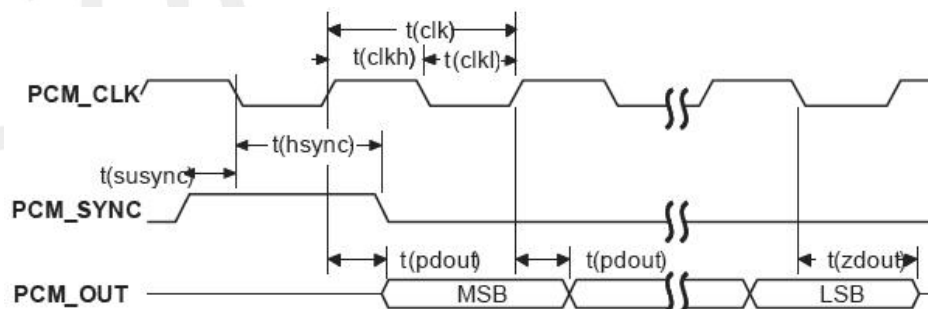 t(clk)
t(clkh)
t(clkl)
PCM_CLK
t(hsync)
t(susync)
PCM_SYNC
t(pdout)
t(pdout)
t(zdout)
PCM_OUT
MSB
LSB